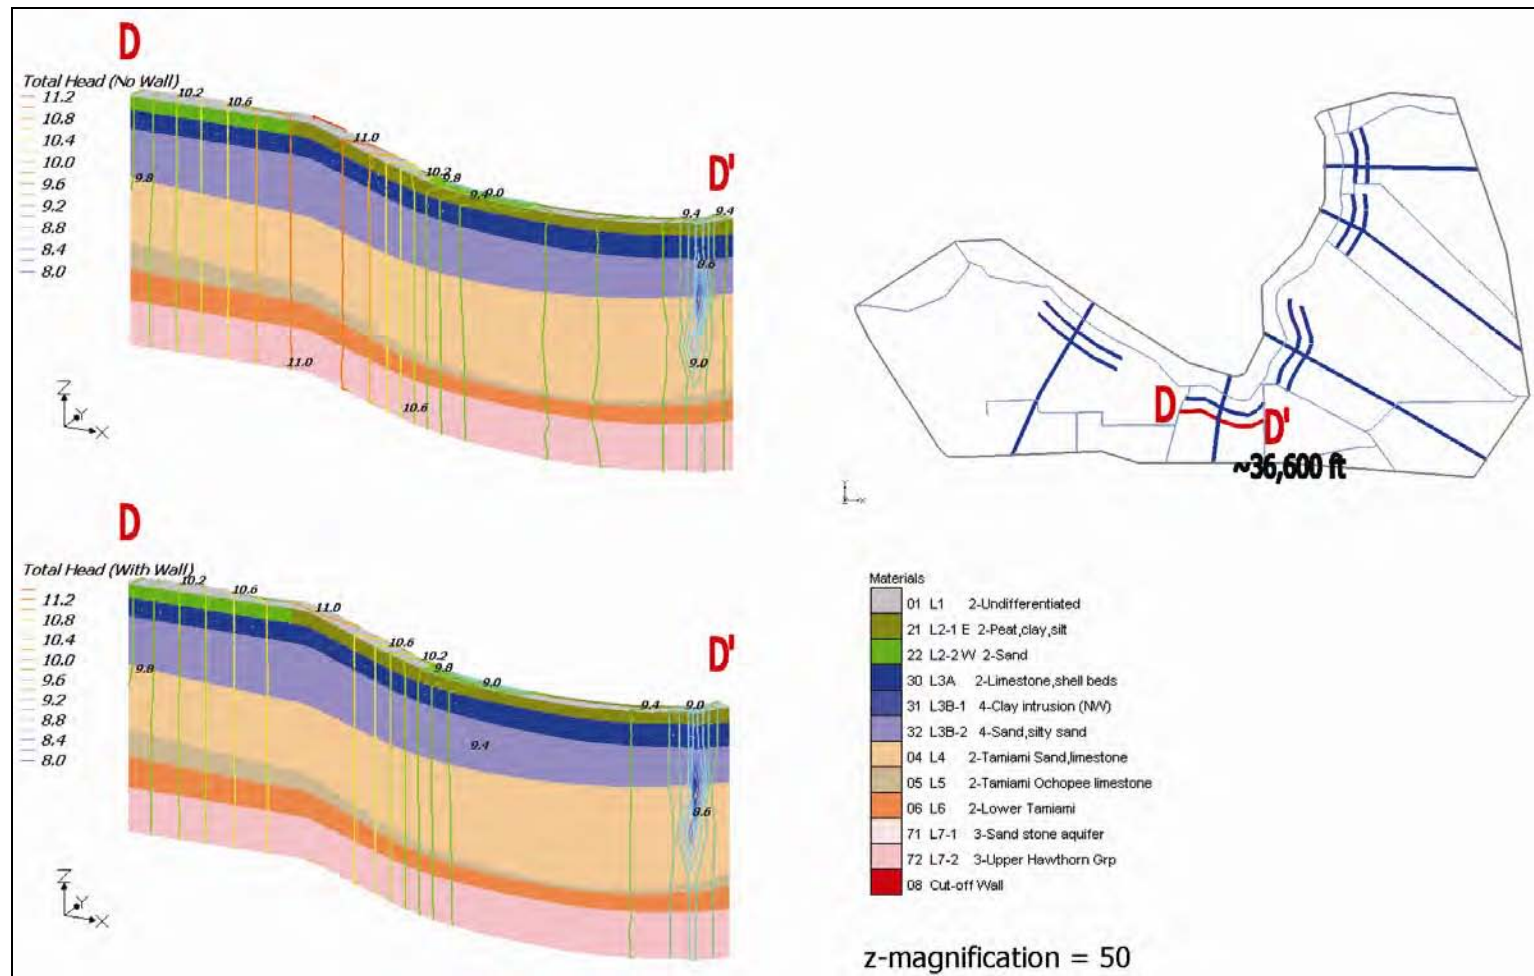 D
Total Head (No Wall)
11.2
10.8
10.4
10.0
9.6
9.2
8.8
8.4
8.0
10.2
10.6
11.0
10.2
9.8
9.4
9.0
9.4
9.4
9.8
8.6
9.0
11.0
10.6
D'
Z
Y
X
D
D'
~36,600 ft
Y
X
D
Total Head (With Wall)
11.2
10.8
10.4
10.0
9.6
9.2
8.8
8.4
8.0
10.2
10.6
11.0
10.6
10.2
9.8
9.0
9.4
9.0
9.8
9.4
8.6
D'
Z
Y
X
Materials
01 L1 2-Undifferentiated
21 L2-1 E 2-Peat,clay,silt
22 L2-2 W 2-Sand
30 L3A 2-Limestone,shell beds
31 L3B-1 4-Clay intrusion (NW)
32 L3B-2 4-Sand,silty sand
04 L4 2-Tamiami Sand,limestone
05 L5 2-Tamiami Ochopee limestone
06 L6 2-Lower Tamiami
71 L7-1 3-Sand stone aquifer
72 L7-2 3-Upper Hawthorn Grp
08 Cut-off Wall
z-magnification = 50